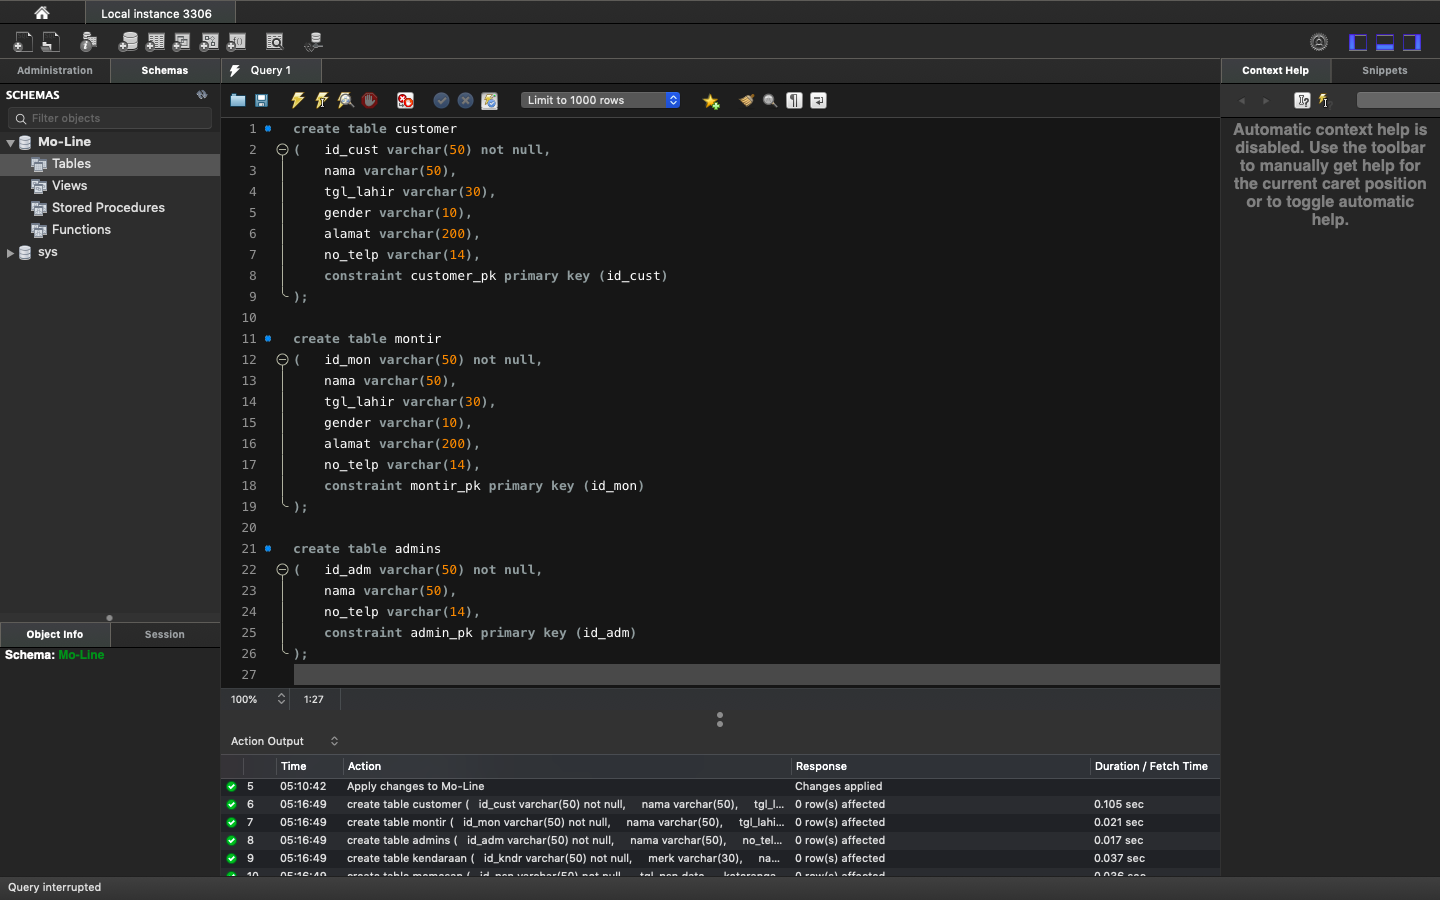 Local instance 3306
Administration
Schemas
Query 1
Context Help
Snippets
SCHEMAS
Filter objects
Mo-Line
Tables
Views
Stored Procedures
Functions
sys
Limit to 1000 rows
Automatic context help is
disabled. Use the toolbar
to manually get help for
the current caret position
or to toggle automatic
help.
1 create table customer
2 ( id_cust varchar(50) not null,
3 nama varchar(50),
4 tgl_lahir varchar(30),
5 gender varchar(10),
6 alamat varchar(200),
7 no_telp varchar(14),
8 constraint customer_pk primary key (id_cust)
9 );
10
11 create table montir
12 ( id_mon varchar(50) not null,
13 nama varchar(50),
14 tgl_lahir varchar(30),
15 gender varchar(10),
16 alamat varchar(200),
17 no_telp varchar(14),
18 constraint montir_pk primary key (id_mon)
19 );
20
21 create table admins
22 ( id_adm varchar(50) not null,
23 nama varchar(50),
24 no_telp varchar(14),
25 constraint admin_pk primary key (id_adm)
26 );
27
Object Info
Session
Schema: Mo-Line
100%
1:27
Action Output
Time Action Response Duration / Fetch Time
5 05:10:42 Apply changes to Mo-Line Changes applied
6 05:16:49 create table customer ( id_cust varchar(50) not null, nama varchar(50), tgl_l... 0 row(s) affected 0.105 sec
7 05:16:49 create table montir ( id_mon varchar(50) not null, nama varchar(50), tgl_lahi... 0 row(s) affected 0.021 sec
8 05:16:49 create table admins ( id_adm varchar(50) not null, nama varchar(50), no_tel... 0 row(s) affected 0.017 sec
9 05:16:49 create table kendaraan ( id_kndr varchar(50) not null, merk varchar(30), na... 0 row(s) affected 0.037 sec
Query interrupted